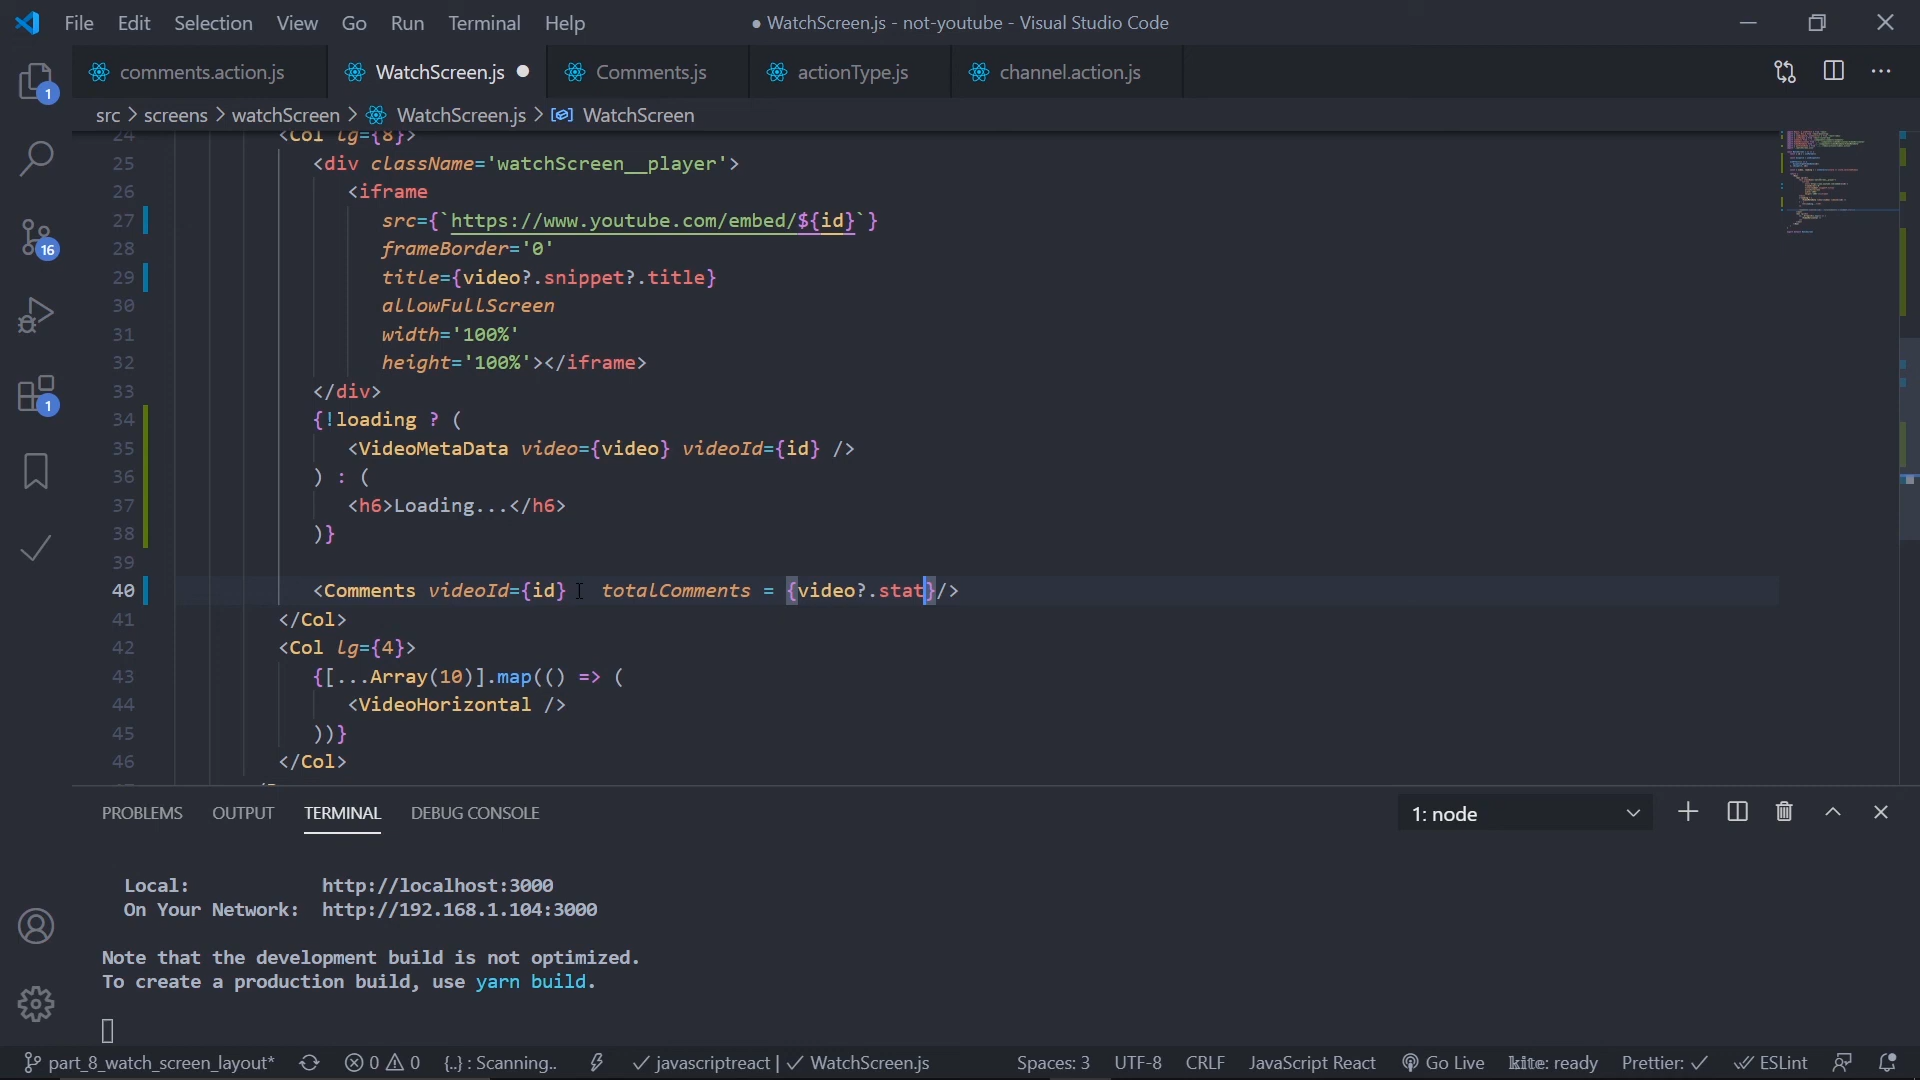 File Edit Selection View Go Run Terminal Help
● WatchScreen.js - not-youtube - Visual Studio Code
comments.action.js WatchScreen.js Comments.js actionType.js channel.action.js
src > screens > watchScreen > WatchScreen.js > WatchScreen
24 <Col lg={8}>
25 <div className='watchScreen__player'>
26 <iframe
27 src={`https://www.youtube.com/embed/${id}`}
28 frameBorder='0'
29 title={video?.snippet?.title}
30 allowFullScreen
31 width='100%'
32 height='100%'></iframe>
33 </div>
34 {!loading ? (
35 <VideoMetaData video={video} videoId={id} />
36 ) : (
37 <h6>Loading...</h6>
38 )}
39
40 <Comments videoId={id} totalComments = {video?.stat}/>
41 </Col>
42 <Col lg={4}>
43 {[...Array(10)].map(() => (
44 <VideoHorizontal />
45 ))}
46 </Col>
1
16
1
PROBLEMS OUTPUT TERMINAL DEBUG CONSOLE 1: node
Local: http://localhost:3000
On Your Network: http://192.168.1.104:3000
Note that the development build is not optimized.
To create a production build, use yarn build.
part_8_watch_screen_layout* 0 0 {..} : Scanning.. javascriptreact | WatchScreen.js Spaces: 3 UTF-8 CRLF JavaScript React Go Live kite: ready Prettier: ESLint